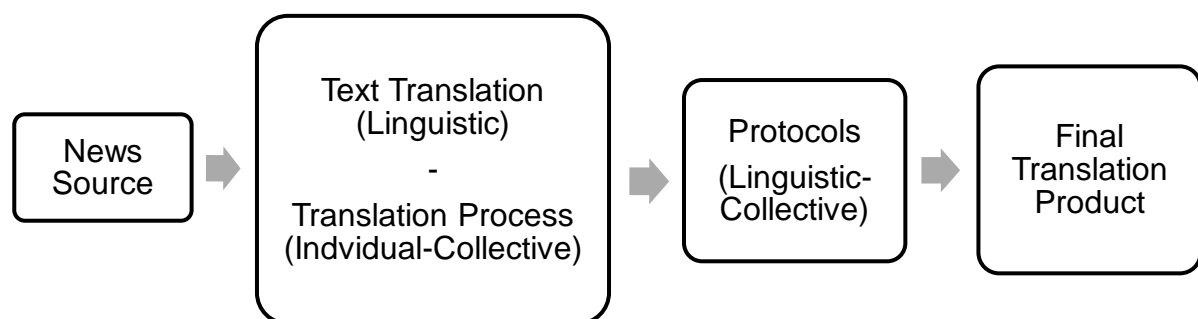 News
Source
Text Translation
(Linguistic)
-
Translation Process
(Indvidual-Collective)
Protocols
(Linguistic-
Collective)
Final
Translation
Product